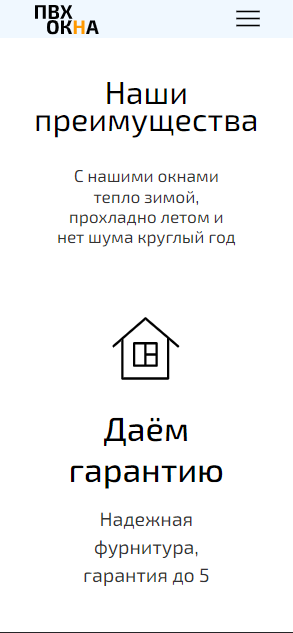 ПВХ
ОКНА
Наши
преимущества
С нашими окнами
тепло зимой,
прохладно летом и
нет шума круглый год
Даём
гарантию
Надежная
фурнитура,
гарантия до 5